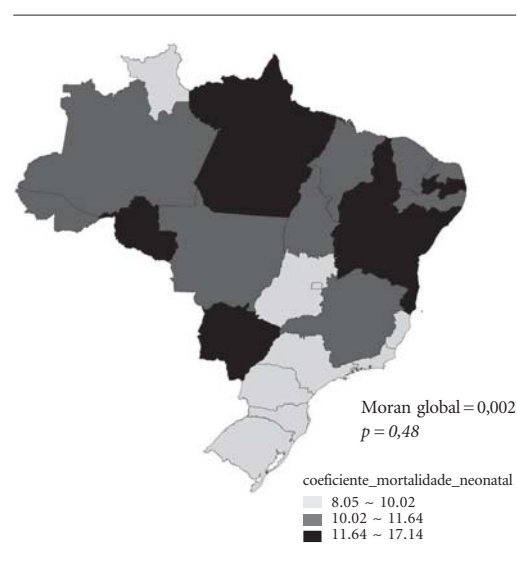 Moran global = 0,002
p = 0,48
coeficiente_mortalidade_neonatal
8.05 ~ 10.02
10.02 ~ 11.64
11.64 ~ 17.14